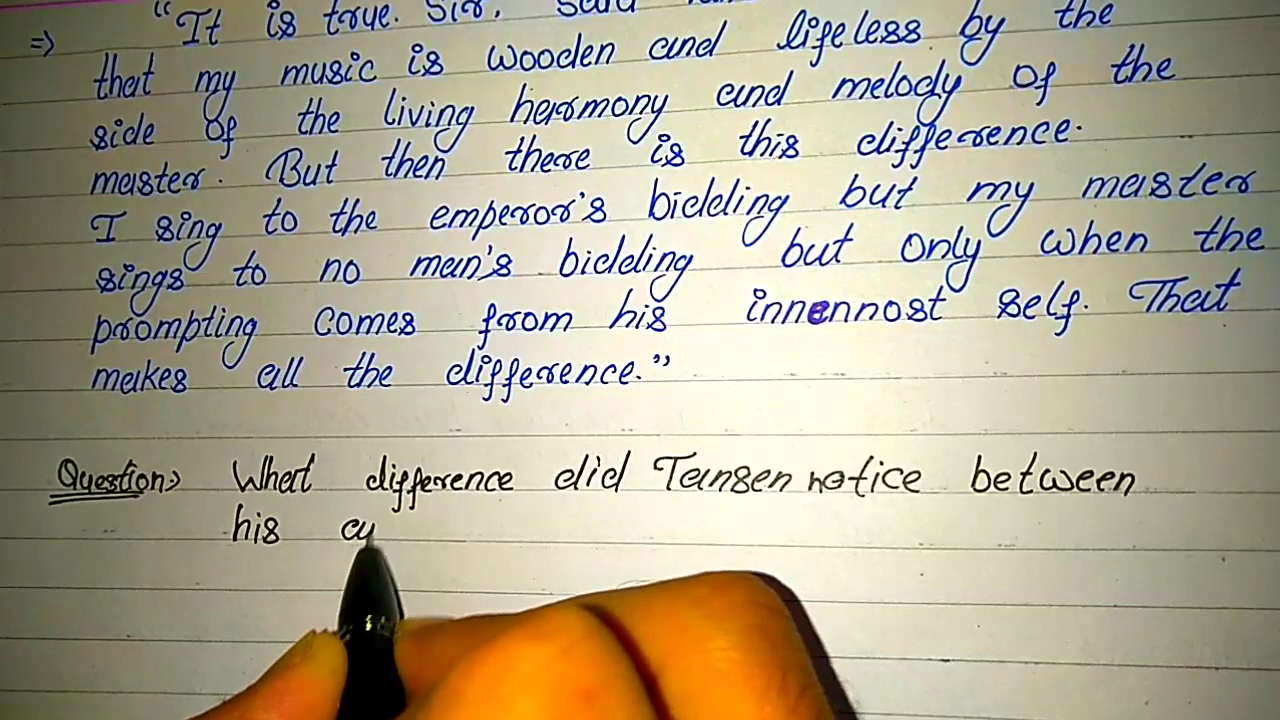 ⇒ "It is true. Sir, said
that my music is wooden and lifeless by the
side of the living harmony and melody of the
master. But then there is this difference.
I sing to the emperor's bidding but my master
sings to no man's bidding but only when the
prompting comes from his innennost self. That
makes all the difference."
Question> What difference did Tansen notice between
his